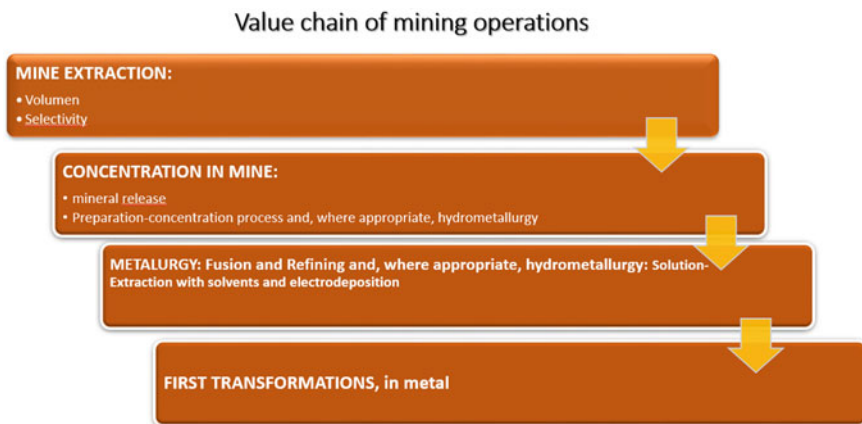 Value chain of mining operations
MINE EXTRACTION:
• Volumen
• Selectivity
CONCENTRATION IN MINE:
• mineral release
• Preparation-concentration process and, where appropriate, hydrometallurgy
METALURGY: Fusion and Refining and, where appropriate, hydrometallurgy: Solution-
Extraction with solvents and electrodeposition
FIRST TRANSFORMATIONS, in metal